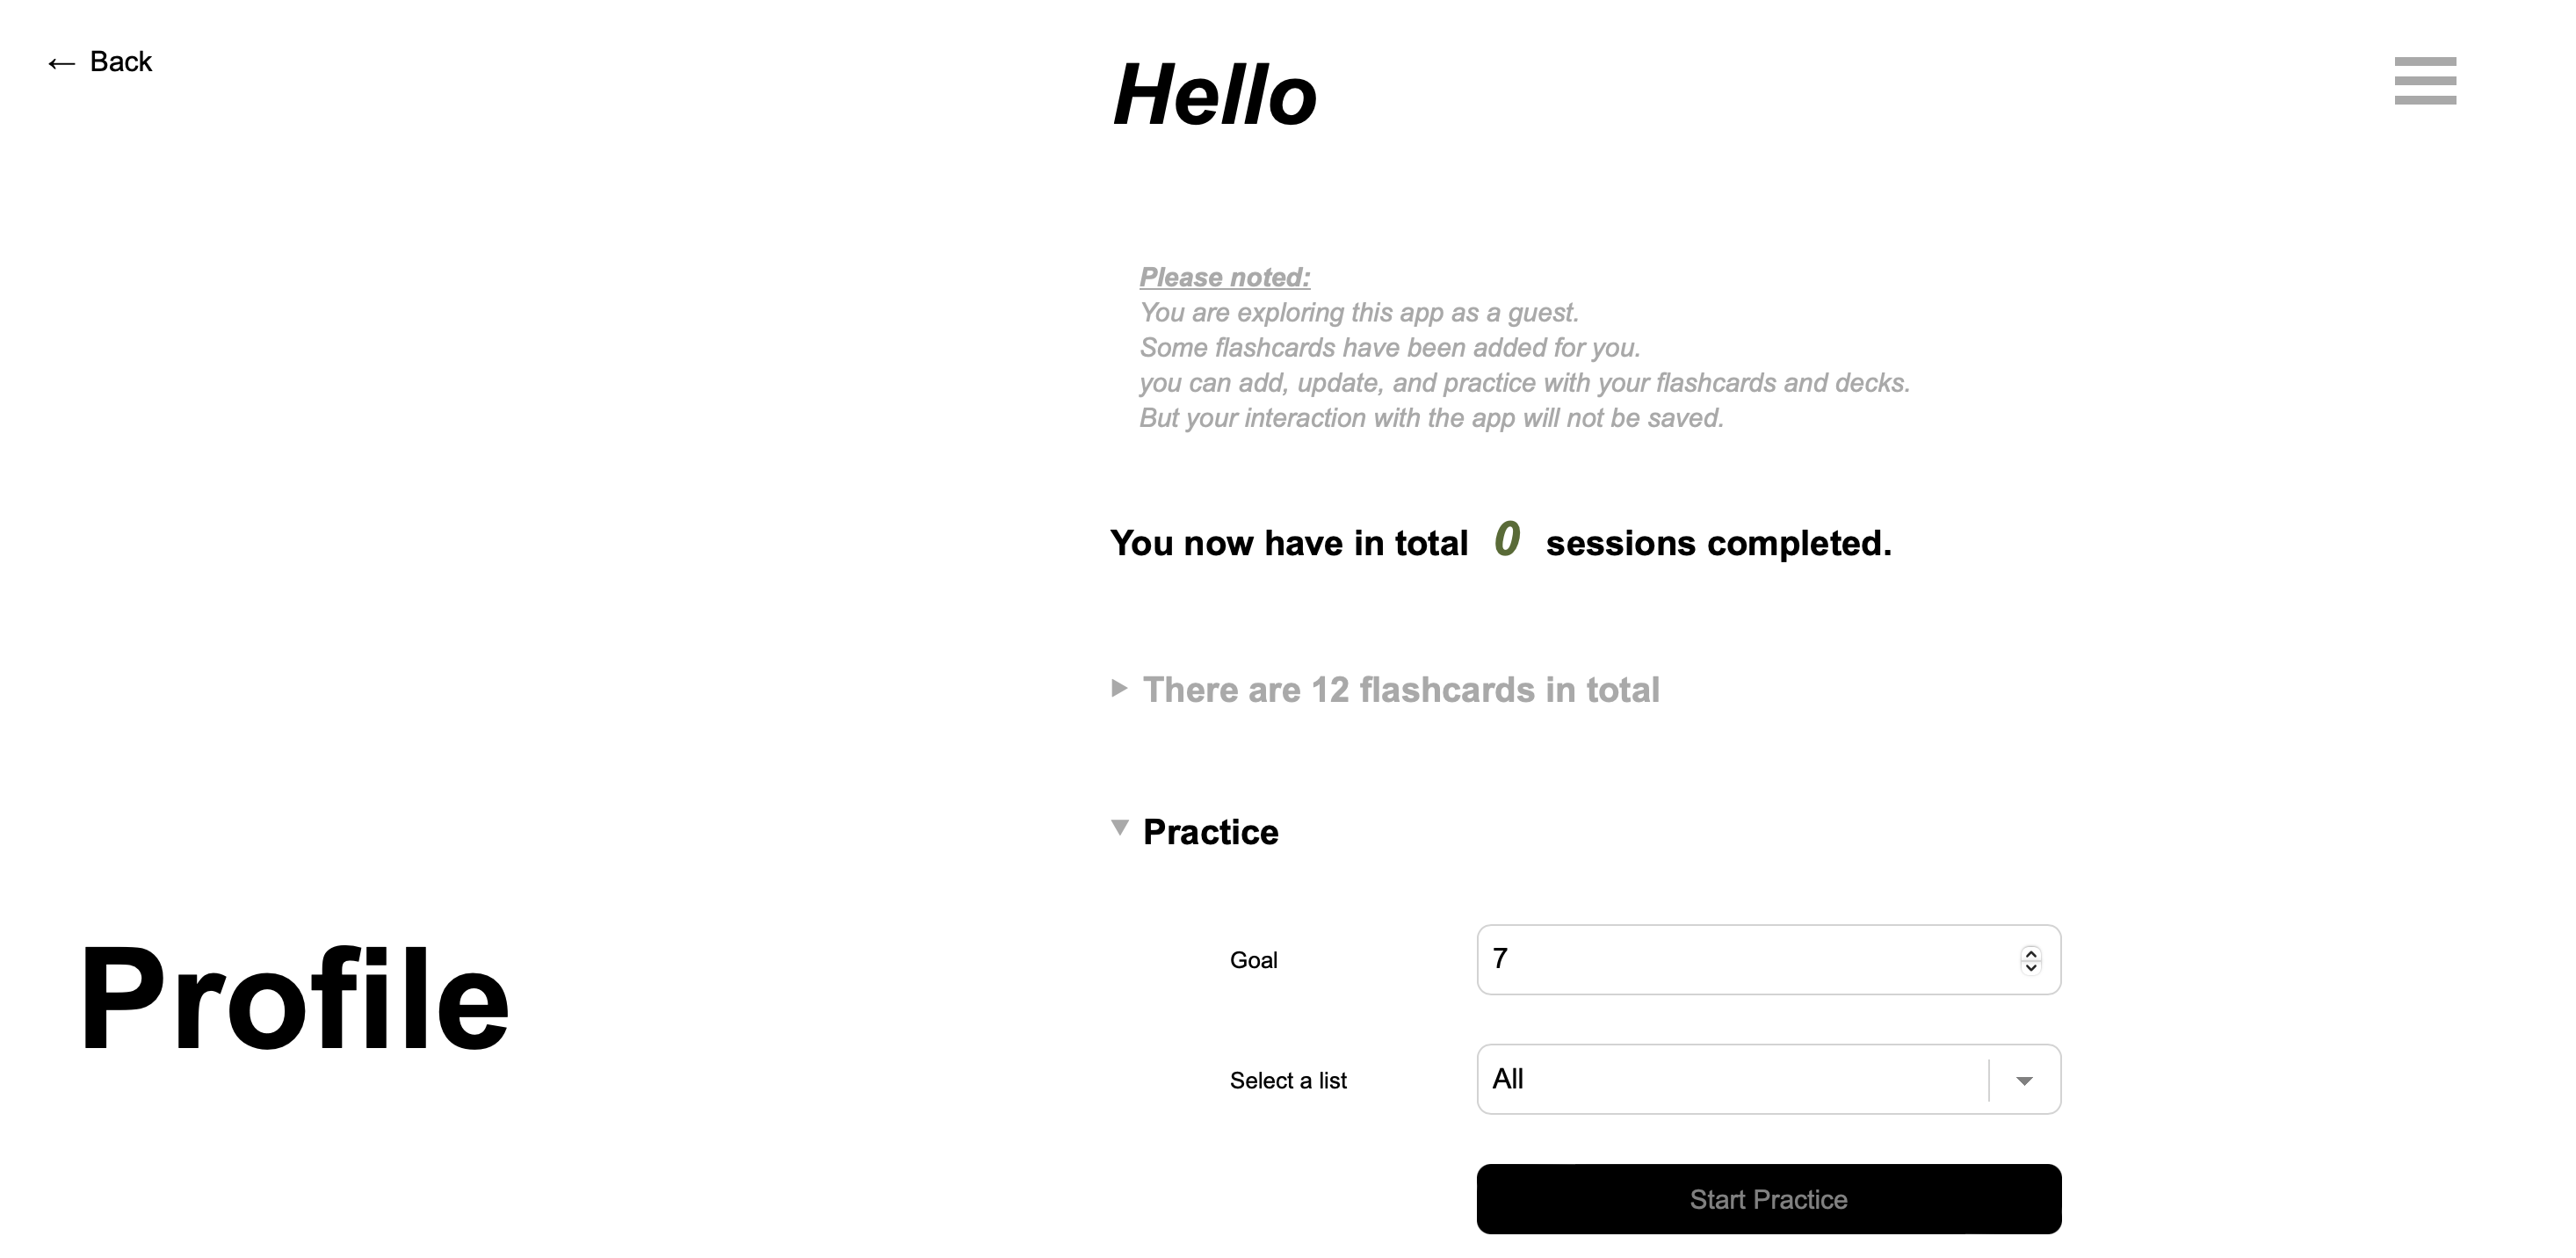 ← Back
Hello
Please noted:
You are exploring this app as a guest.
Some flashcards have been added for you.
you can add, update, and practice with your flashcards and decks.
But your interaction with the app will not be saved.
You now have in total 0 sessions completed.
There are 12 flashcards in total
Practice
Profile
Goal 7
Select a list All
Start Practice